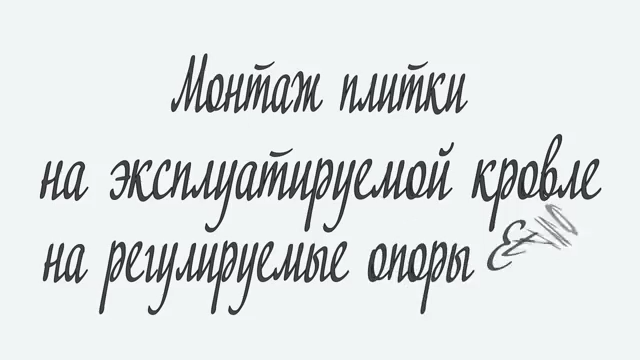 Монтаж плитки
на эксплуатируемой кровле
на регулируемые опоры